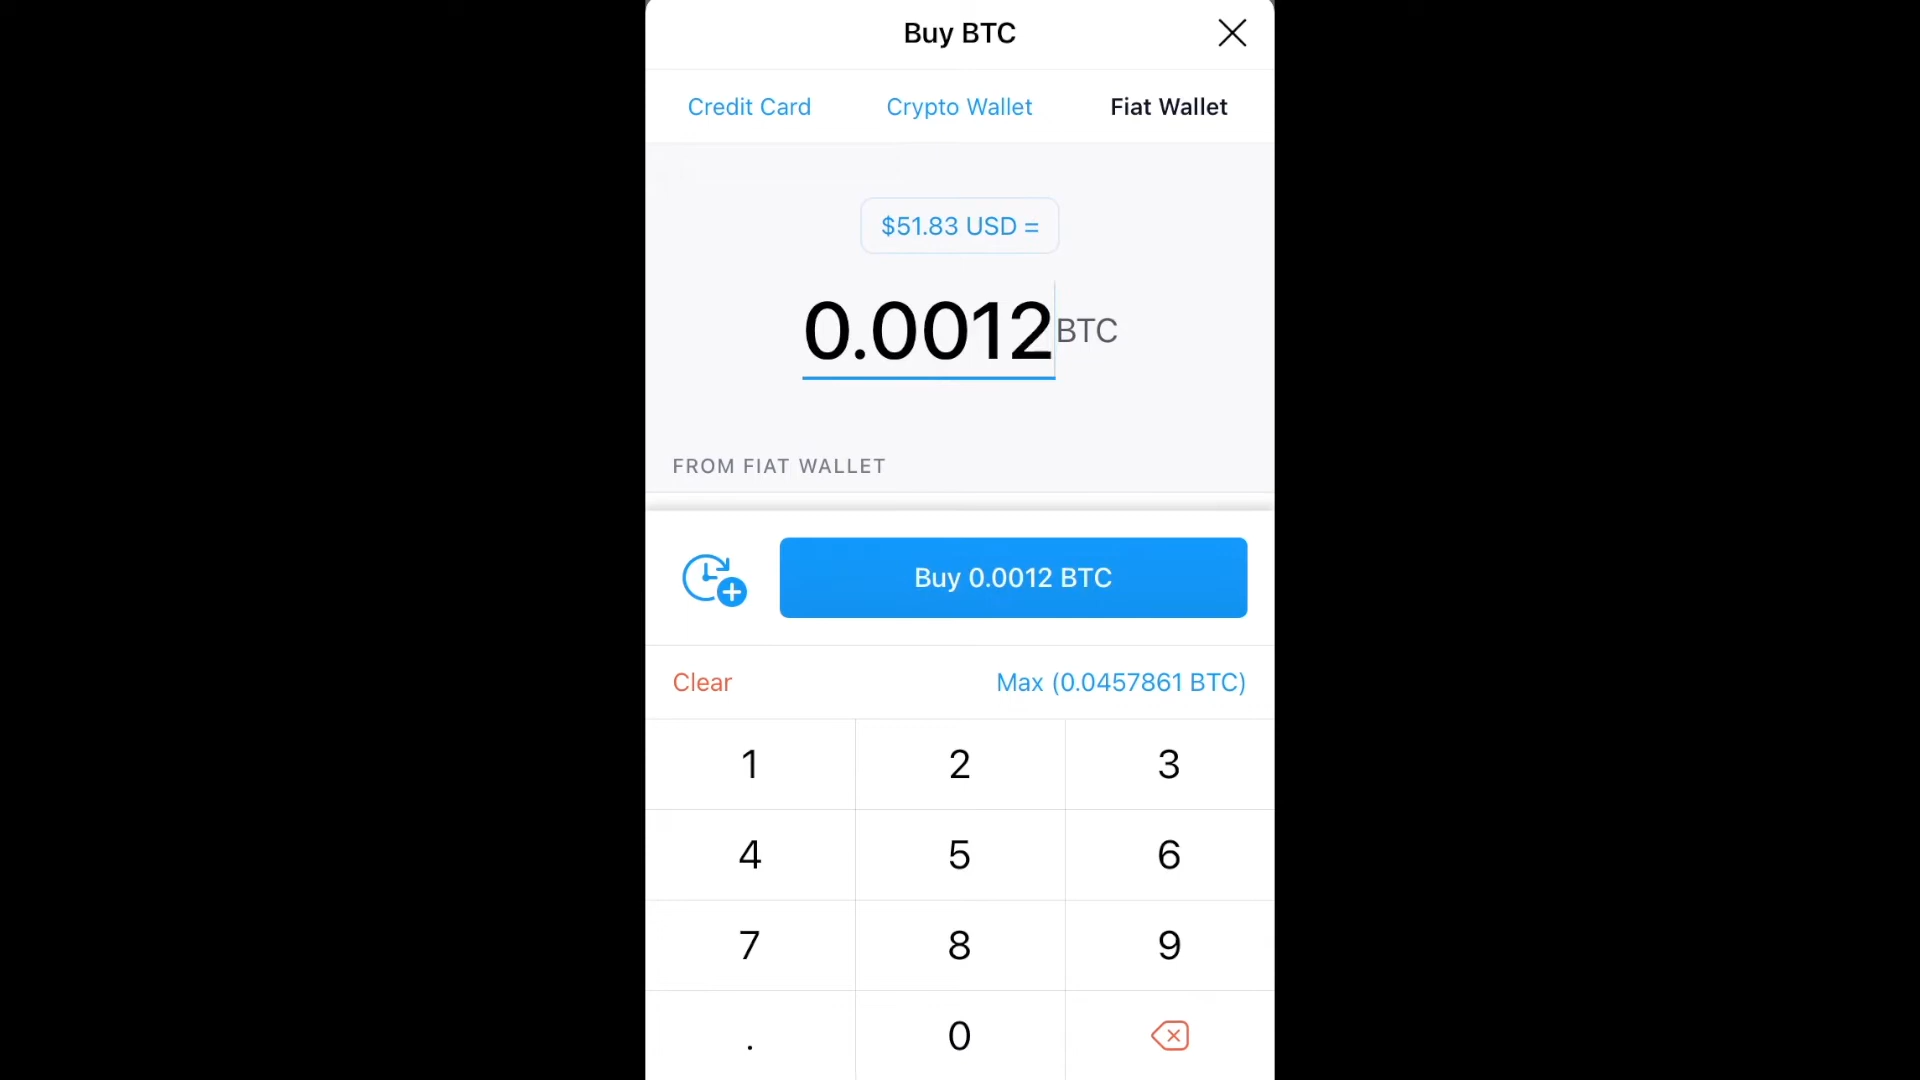 Buy BTC
Credit Card Crypto Wallet Fiat Wallet
$51.83 USD =
0.0012 BTC
FROM FIAT WALLET
Buy 0.0012 BTC
Clear Max (0.0457861 BTC)
1 2 3
4 5 6
7 8 9
. 0